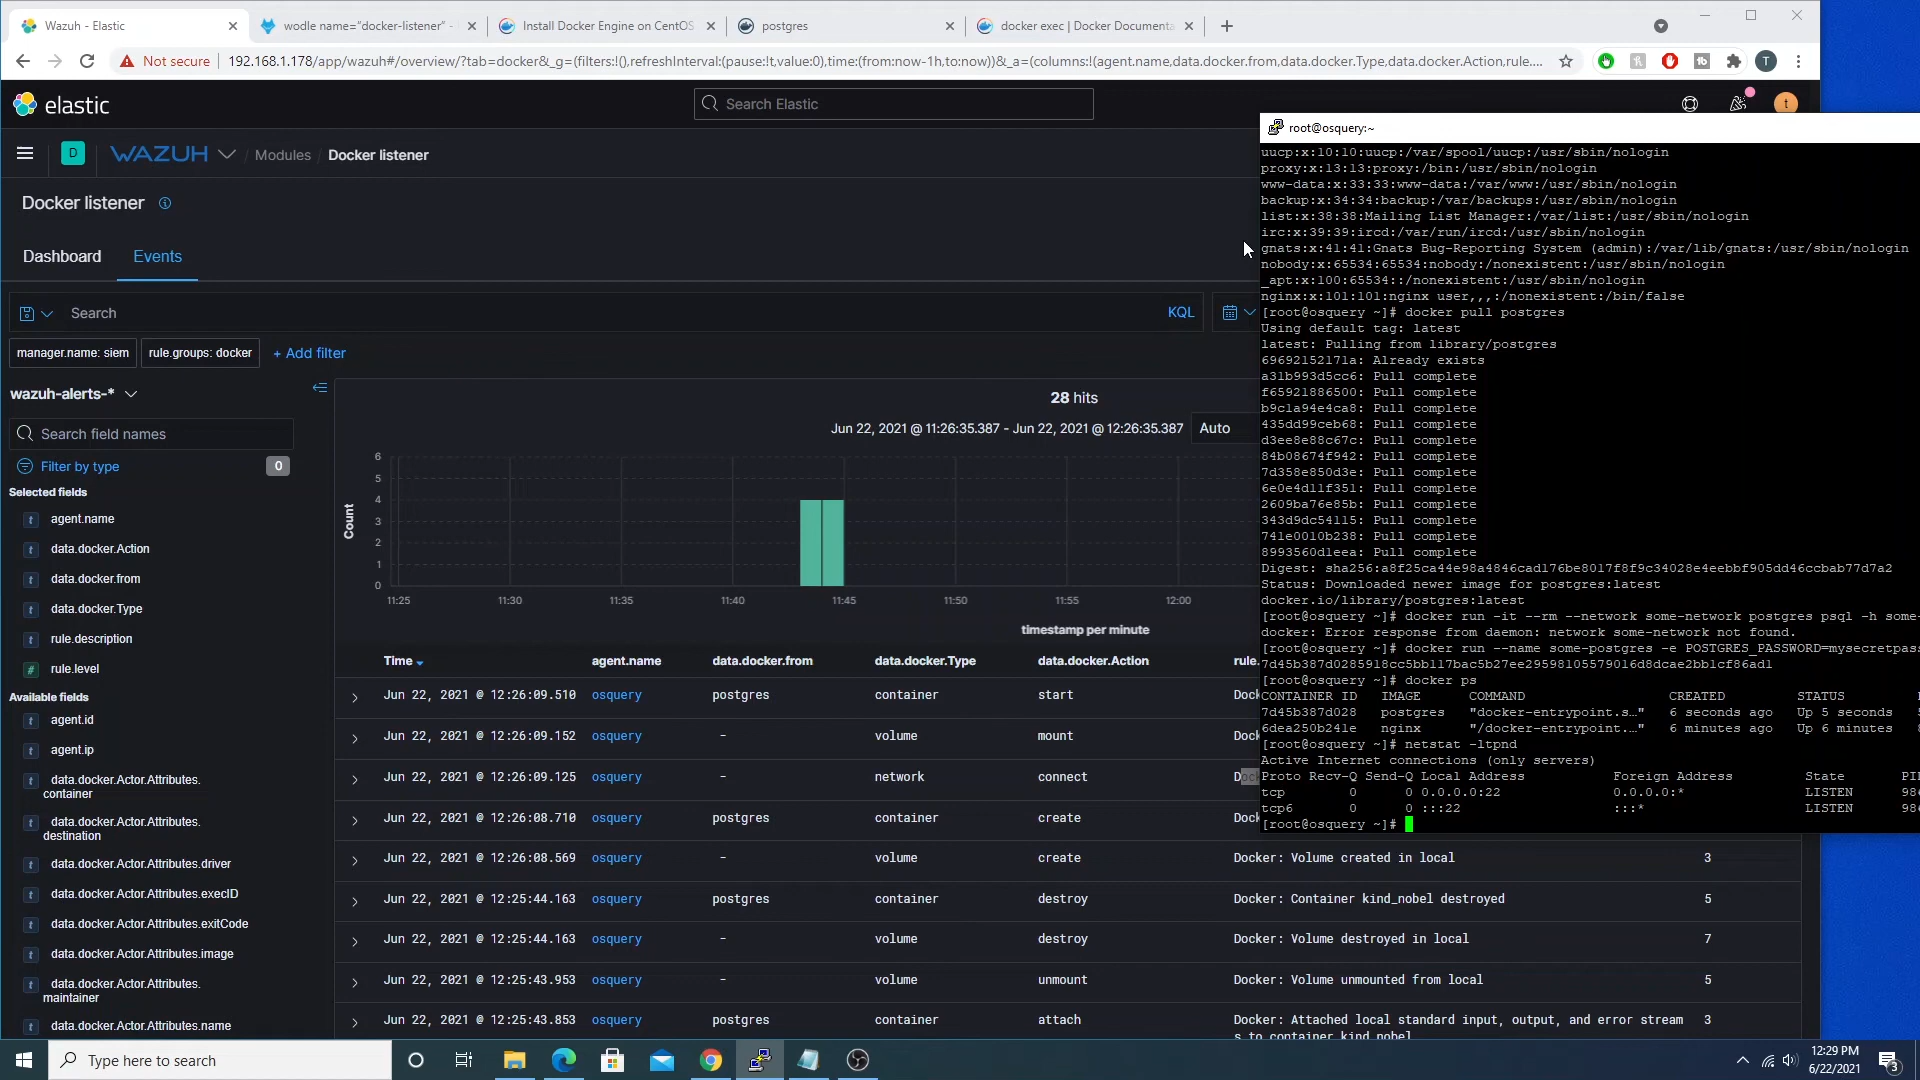 Wazuh - Elastic
wodle name="docker-listener" -
Install Docker Engine on CentOS
postgres
docker exec | Docker Documenta
Not secure
192.168.1.178/app/wazuh#/overview/?tab=docker&_g=(filters:!(),refreshInterval:(pause:!t,value:0),time:(from:now-1h,to:now))&_a=(columns:!(agent.name,data.docker.from,data.docker.Type,data.docker.Action,rule....
T
elastic
Search Elastic
t
D
WAZUH
/ Modules / Docker listener
Docker listener
Dashboard
Events
Search
KQL
manager.name: siem
rule.groups: docker
+ Add filter
wazuh-alerts-*
Search field names
Filter by type
0
Selected fields
t agent.name
t data.docker.Action
t data.docker.from
t data.docker.Type
t rule.description
# rule.level
Available fields
t agent.id
t agent.ip
t data.docker.Actor.Attributes.
container
t data.docker.Actor.Attributes.
destination
t data.docker.Actor.Attributes.driver
t data.docker.Actor.Attributes.execID
t data.docker.Actor.Attributes.exitCode
t data.docker.Actor.Attributes.image
t data.docker.Actor.Attributes.
maintainer
t data.docker.Actor.Attributes.name
28 hits
Jun 22, 2021 @ 11:26:35.387 - Jun 22, 2021 @ 12:26:35.387
Auto
Count
6
5
4
3
2
1
0
11:25 11:30 11:35 11:40 11:45 11:50 11:55 12:00
timestamp per minute
Time agent.name data.docker.from data.docker.Type data.docker.Action rule.
Jun 22, 2021 @ 12:26:09.510 osquery postgres container start Doc
Jun 22, 2021 @ 12:26:09.152 osquery - volume mount Doc
Jun 22, 2021 @ 12:26:09.125 osquery - network connect Doc
Jun 22, 2021 @ 12:26:08.710 osquery postgres container create Doc
Jun 22, 2021 @ 12:26:08.569 osquery - volume create Docker: Volume created in local 3
Jun 22, 2021 @ 12:25:44.163 osquery postgres container destroy Docker: Container kind_nobel destroyed 5
Jun 22, 2021 @ 12:25:44.163 osquery - volume destroy Docker: Volume destroyed in local 7
Jun 22, 2021 @ 12:25:43.953 osquery - volume unmount Docker: Volume unmounted from local 5
Jun 22, 2021 @ 12:25:43.853 osquery postgres container attach Docker: Attached local standard input, output, and error stream 3
s to container kind_nobel
root@osquery:~
uucp:x:10:10:uucp:/var/spool/uucp:/usr/sbin/nologin
proxy:x:13:13:proxy:/bin:/usr/sbin/nologin
www-data:x:33:33:www-data:/var/www:/usr/sbin/nologin
backup:x:34:34:backup:/var/backups:/usr/sbin/nologin
list:x:38:38:Mailing List Manager:/var/list:/usr/sbin/nologin
irc:x:39:39:ircd:/var/run/ircd:/usr/sbin/nologin
gnats:x:41:41:Gnats Bug-Reporting System (admin):/var/lib/gnats:/usr/sbin/nologin
nobody:x:65534:65534:nobody:/nonexistent:/usr/sbin/nologin
_apt:x:100:65534::/nonexistent:/usr/sbin/nologin
nginx:x:101:101:nginx user,,,:/nonexistent:/bin/false
[root@osquery ~]# docker pull postgres
Using default tag: latest
latest: Pulling from library/postgres
69692152171a: Already exists
a31b993d5cc6: Pull complete
f65921886500: Pull complete
b9c1a94e4ca8: Pull complete
435dd99ceb68: Pull complete
d3ee8e88c67c: Pull complete
84b08674f942: Pull complete
7d358e850d3e: Pull complete
6e0e4d11f351: Pull complete
2609ba76e85b: Pull complete
343d9dc54115: Pull complete
741e0010b238: Pull complete
8993560d1eea: Pull complete
Digest: sha256:a8f25ca44e98a4846cad176be8017f8f9c34028e4eebbf905dd46ccbab77d7a2
Status: Downloaded newer image for postgres:latest
docker.io/library/postgres:latest
[root@osquery ~]# docker run -it --rm --network some-network postgres psql -h some-
docker: Error response from daemon: network some-network not found.
[root@osquery ~]# docker run --name some-postgres -e POSTGRES_PASSWORD=mysecretpas
7d45b387d0285918cc5bb117bac5b27ee29598105579016d8dcae2bb1cf86ad1
[root@osquery ~]# docker ps
CONTAINER ID IMAGE COMMAND CREATED STATUS
7d45b387d028 postgres "docker-entrypoint.s…" 6 seconds ago Up 5 seconds
6dea250b241e nginx "/docker-entrypoint.…" 6 minutes ago Up 6 minutes
[root@osquery ~]# netstat -ltpnd
Active Internet connections (only servers)
Proto Recv-Q Send-Q Local Address Foreign Address State PI
tcp 0 0 0.0.0.0:22 0.0.0.0:* LISTEN 98
tcp6 0 0 :::22 :::* LISTEN 98
[root@osquery ~]#
Type here to search
12:29 PM
6/22/2021
3